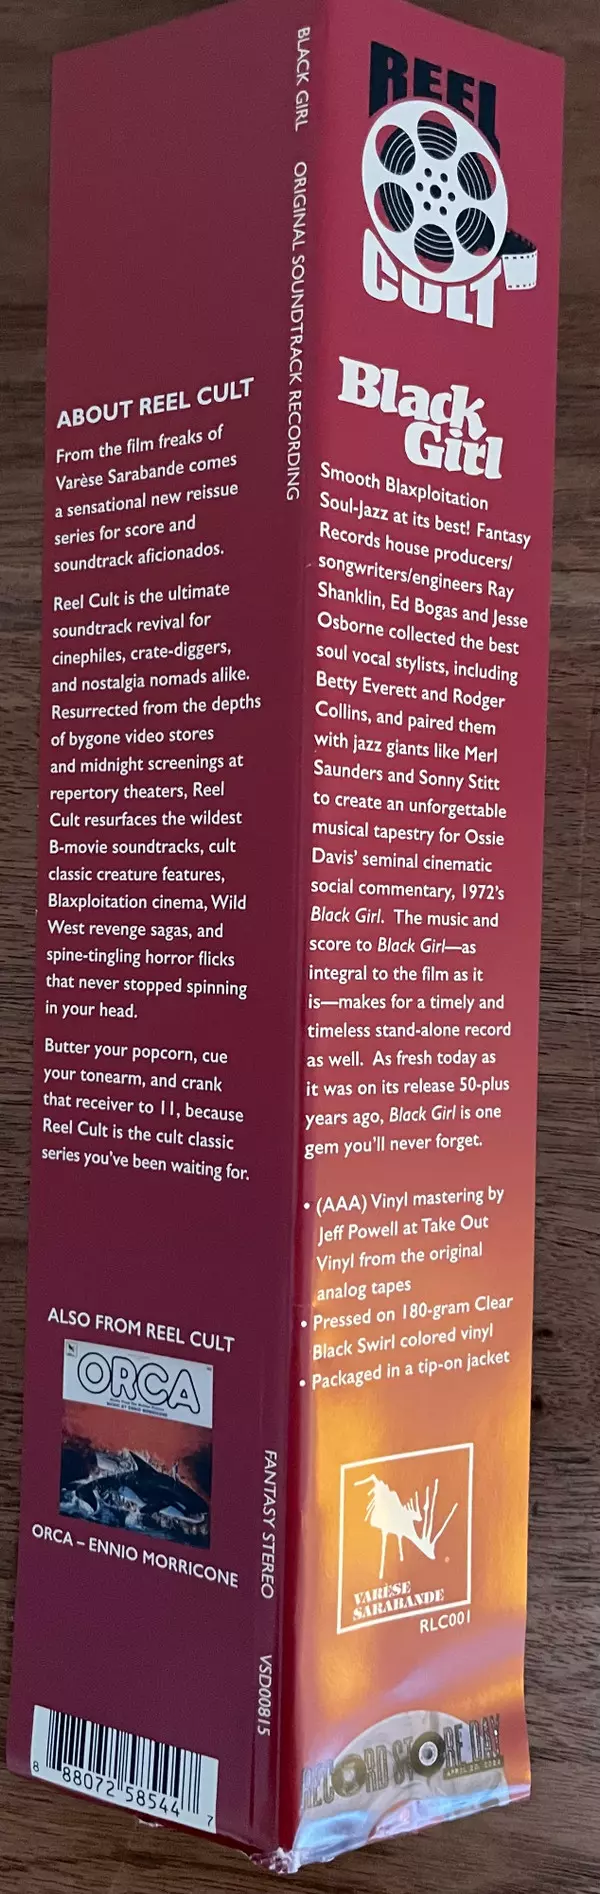 ABOUT REEL CULT
From the film freaks of
Varèse Sarabande comes
a sensational new reissue
series for score and
soundtrack aficionados.
Reel Cult is the ultimate
soundtrack revival for
cinephiles, crate-diggers,
and nostalgia nomads alike.
Resurrected from the depths
of bygone video stores
and midnight screenings at
repertory theaters, Reel
Cult resurfaces the wildest
B-movie soundtracks, cult
classic creature features,
Blaxploitation cinema, Wild
West revenge sagas, and
spine-tingling horror flicks
that never stopped spinning
in your head.
Butter your popcorn, cue
your tonearm, and crank
that receiver to 11, because
Reel Cult is the cult classic
series you've been waiting for.
ALSO FROM REEL CULT
ORCA
ORCA – ENNIO MORRICONE
8 88072 58544 7
BLACK GIRL ORIGINAL SOUNDTRACK RECORDING FANTASY STEREO VSD00815
REEL
CULT
Black
Girl
Smooth Blaxploitation
Soul-Jazz at its best! Fantasy
Records house producers/
songwriters/engineers Ray
Shanklin, Ed Bogas and Jesse
Osborne collected the best
soul vocal stylists, including
Betty Everett and Rodger
Collins, and paired them
with jazz giants like Merl
Saunders and Sonny Stitt
to create an unforgettable
musical tapestry for Ossie
Davis' seminal cinematic
social commentary, 1972's
Black Girl. The music and
score to Black Girl—as
integral to the film as it
is—makes for a timely and
timeless stand-alone record
as well. As fresh today as
it was on its release 50-plus
years ago, Black Girl is one
gem you'll never forget.
• (AAA) Vinyl mastering by
Jeff Powell at Take Out
Vinyl from the original
analog tapes
• Pressed on 180-gram Clear
Black Swirl colored vinyl
• Packaged in a tip-on jacket
VARÈSE
SARABANDE
RLC001
RECORD STORE DAY